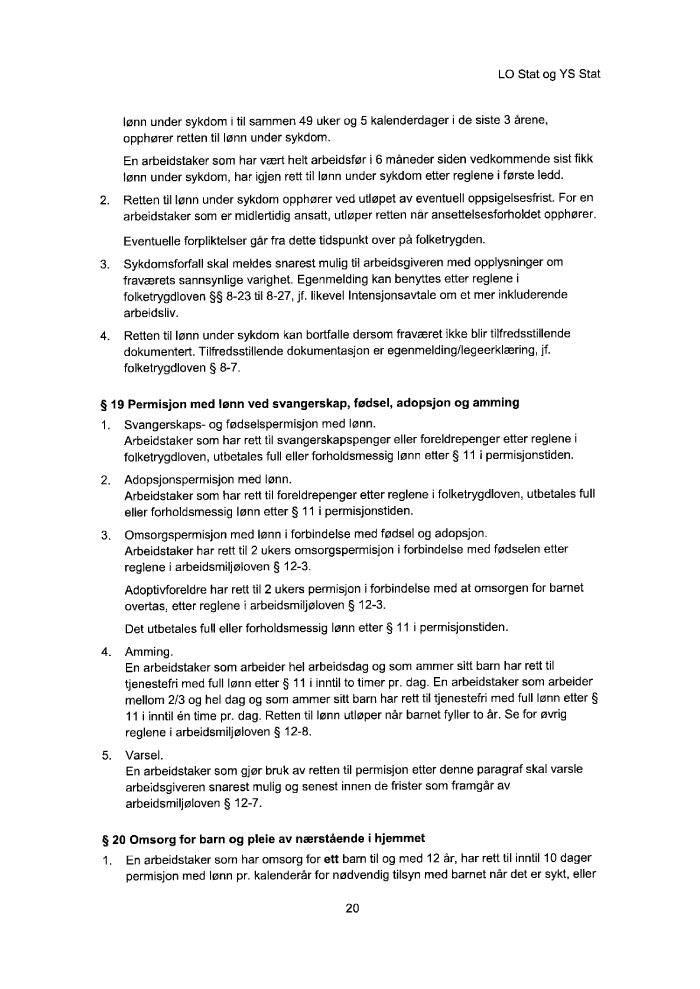 LO Stat og YS Stat
lønn under sykdom i til sammen 49 uker og 5 kalenderdager i de siste 3 årene,
opphører retten til lønn under sykdom.
En arbeidstaker som har vært helt arbeidsfør i 6 måneder siden vedkommende sist fikk
lønn under sykdom, har igjen rett til lønn under sykdom etter reglene i første ledd.
2. Retten til lønn under sykdom opphører ved utløpet av eventuell oppsigelsesfrist. For en
arbeidstaker som er midlertidig ansatt, utløper retten når ansettelsesforholdet opphører.
Eventuelle forpliktelser går fra dette tidspunkt over på folketrygden.
3. Sykdomsforfall skal meldes snarest mulig til arbeidsgiveren med opplysninger om
fraværets sannsynlige varighet. Egenmelding kan benyttes etter reglene i
folketrygdloven §§ 8-23 til 8-27, jf. likevel Intensjonsavtale om et mer inkluderende
arbeidsliv.
4. Retten til lønn under sykdom kan bortfalle dersom fraværet ikke blir tilfredsstillende
dokumentert. Tilfredsstillende dokumentasjon er egenmelding/legeerklæring, jf.
folketrygdloven § 8-7.
§ 19 Permisjon med lønn ved svangerskap, fødsel, adopsjon og amming
1. Svangerskaps- og fødselspermisjon med lønn.
Arbeidstaker som har rett til svangerskapspenger eller foreldrepenger etter reglene i
folketrygdloven, utbetales full eller forholdsmessig lønn etter § 11 i permisjonstiden.
2. Adopsjonspermisjon med lønn.
Arbeidstaker som har rett til foreldrepenger etter reglene i folketrygdloven, utbetales full
eller forholdsmessig lønn etter § 11 i permisjonstiden.
3. Omsorgspermisjon med lønn i forbindelse med fødsel og adopsjon.
Arbeidstaker har rett til 2 ukers omsorgspermisjon i forbindelse med fødselen etter
reglene i arbeidsmiljøloven § 12-3.
Adoptivforeldre har rett til 2 ukers permisjon i forbindelse med at omsorgen for barnet
overtas, etter reglene i arbeidsmiljøloven § 12-3.
Det utbetales full eller forholdsmessig lønn etter § 11 i permisjonstiden.
4. Amming.
En arbeidstaker som arbeider hel arbeidsdag og som ammer sitt barn har rett til
tjenestefri med full lønn etter § 11 i inntil to timer pr. dag. En arbeidstaker som arbeider
mellom 2/3 og hel dag og som ammer sitt barn har rett til tjenestefri med full lønn etter §
11 i inntil én time pr. dag. Retten til lønn utløper når barnet fyller to år. Se for øvrig
reglene i arbeidsmiljøloven § 12-8.
5. Varsel.
En arbeidstaker som gjør bruk av retten til permisjon etter denne paragraf skal varsle
arbeidsgiveren snarest mulig og senest innen de frister som framgår av
arbeidsmiljøloven § 12-7.
§ 20 Omsorg for barn og pleie av nærstående i hjemmet
1. En arbeidstaker som har omsorg for ett barn til og med 12 år, har rett til inntil 10 dager
permisjon med lønn pr. kalenderår for nødvendig tilsyn med barnet når det er sykt, eller
20